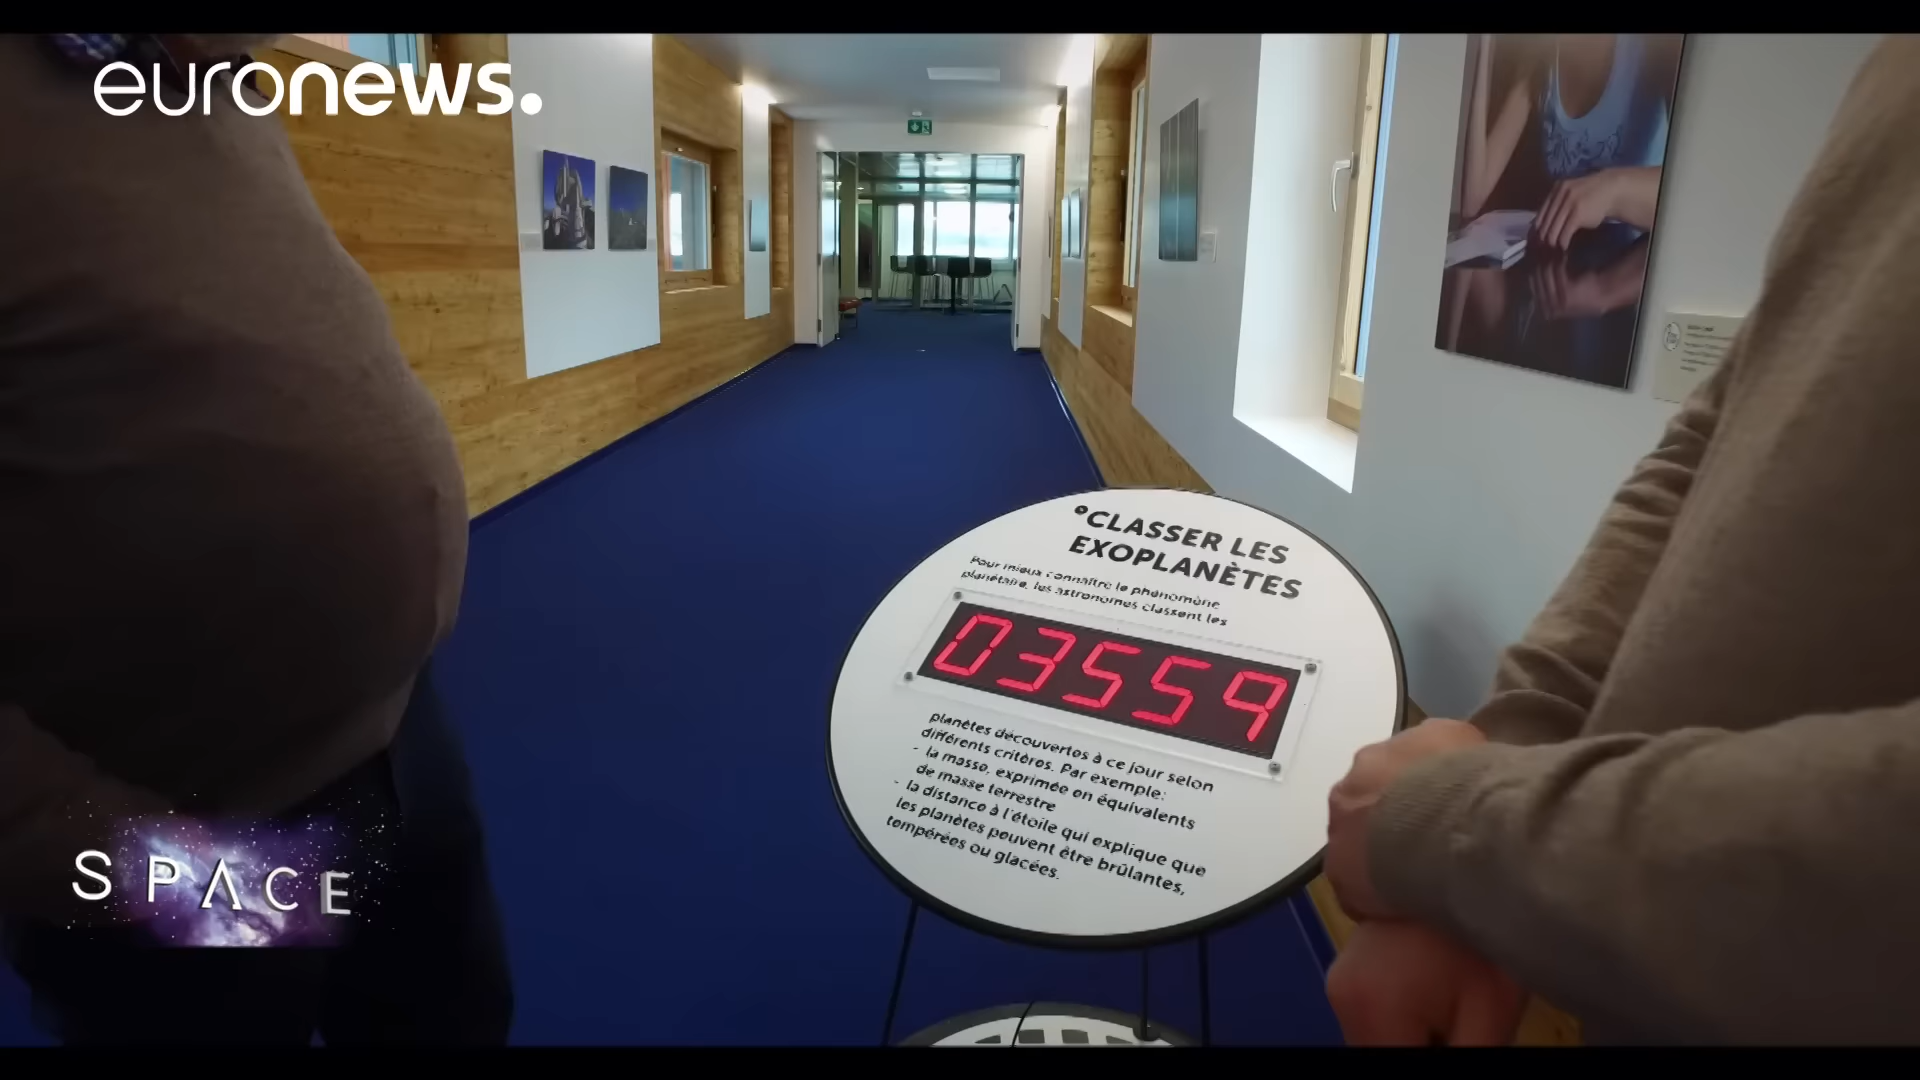 euronews.
°CLASSER LES
EXOPLANÈTES
Pour mieux connaître le phénomène
planétaire, les astronomes classent les
03559
planètes découvertes à ce jour selon
différents critères. Par exemple:
- la masse, exprimée en équivalents
de masse terrestre
- la distance à l'étoile qui explique que
les planètes peuvent être brûlantes,
tempérées ou glacées.
SPACE